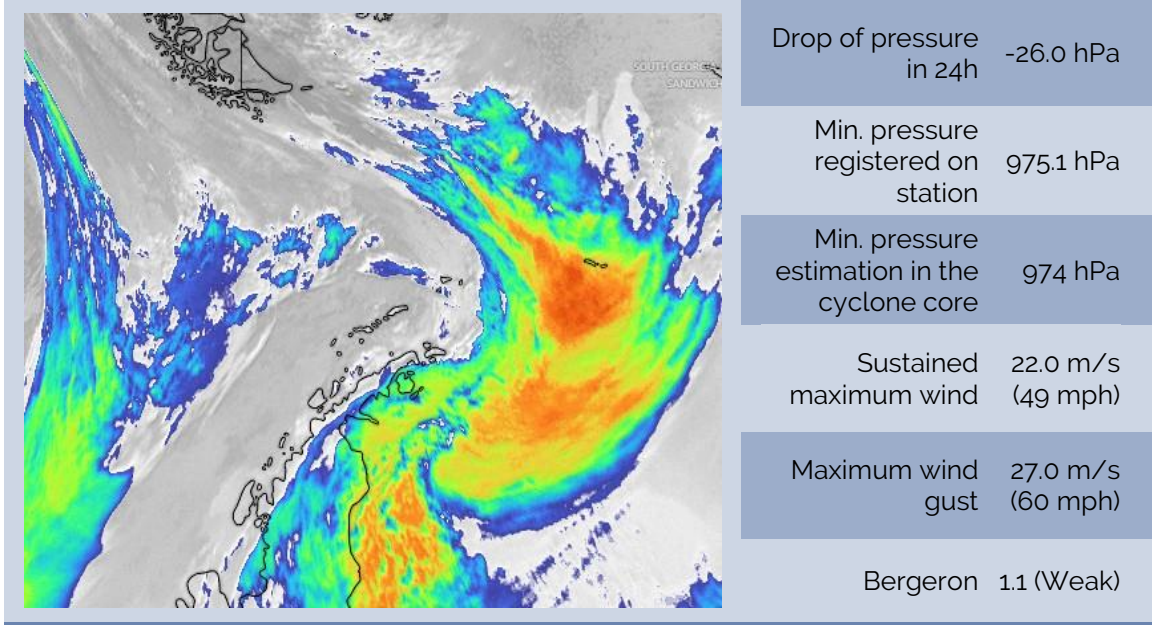 SOUTH GEORG
SANDWICH
Drop of pressure
in 24h
-26.0 hPa
Min. pressure
registered on
station
975.1 hPa
Min. pressure
estimation in the
cyclone core
974 hPa
Sustained
maximum wind
22.0 m/s
(49 mph)
Maximum wind
gust
27.0 m/s
(60 mph)
Bergeron
1.1 (Weak)